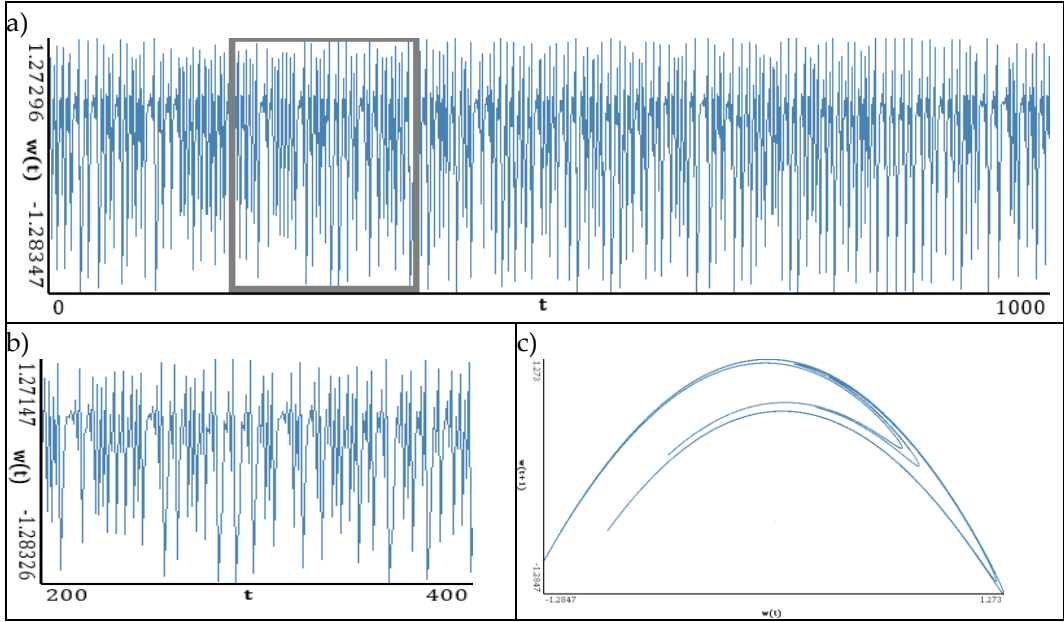 a)
1.27296
w(t)
-1.28347
0
t
1000
b)
1.27147
w(t)
-1.28326
200
t
400
c)
1.273
w(t+1)
-1.2847
-1.2847
w(t)
1.273